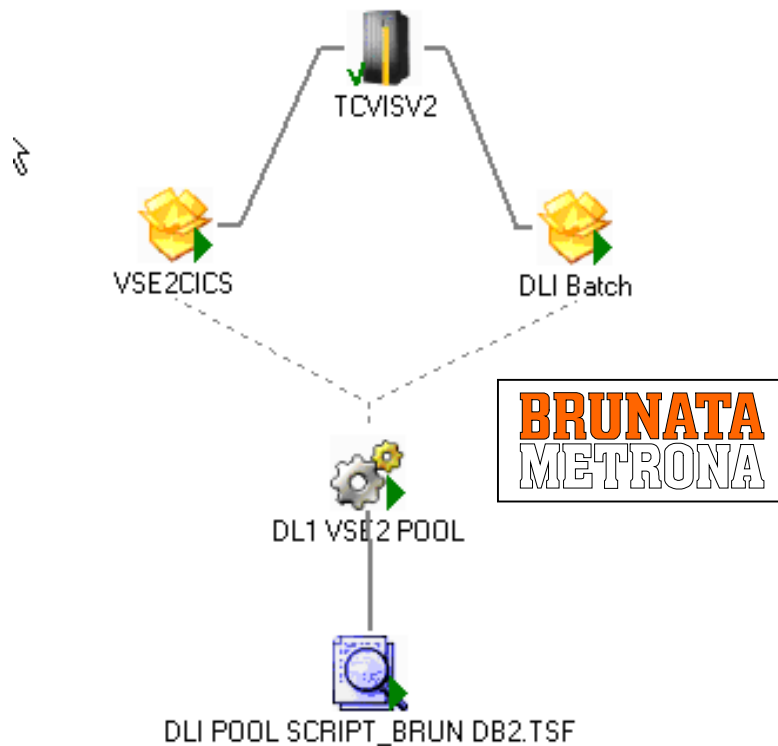 TCVISV2
VSE2CICS
DLI Batch
BRUNATA
METRONA
DL1 VSE2 POOL
DLI POOL SCRIPT_BRUN DB2.TSF